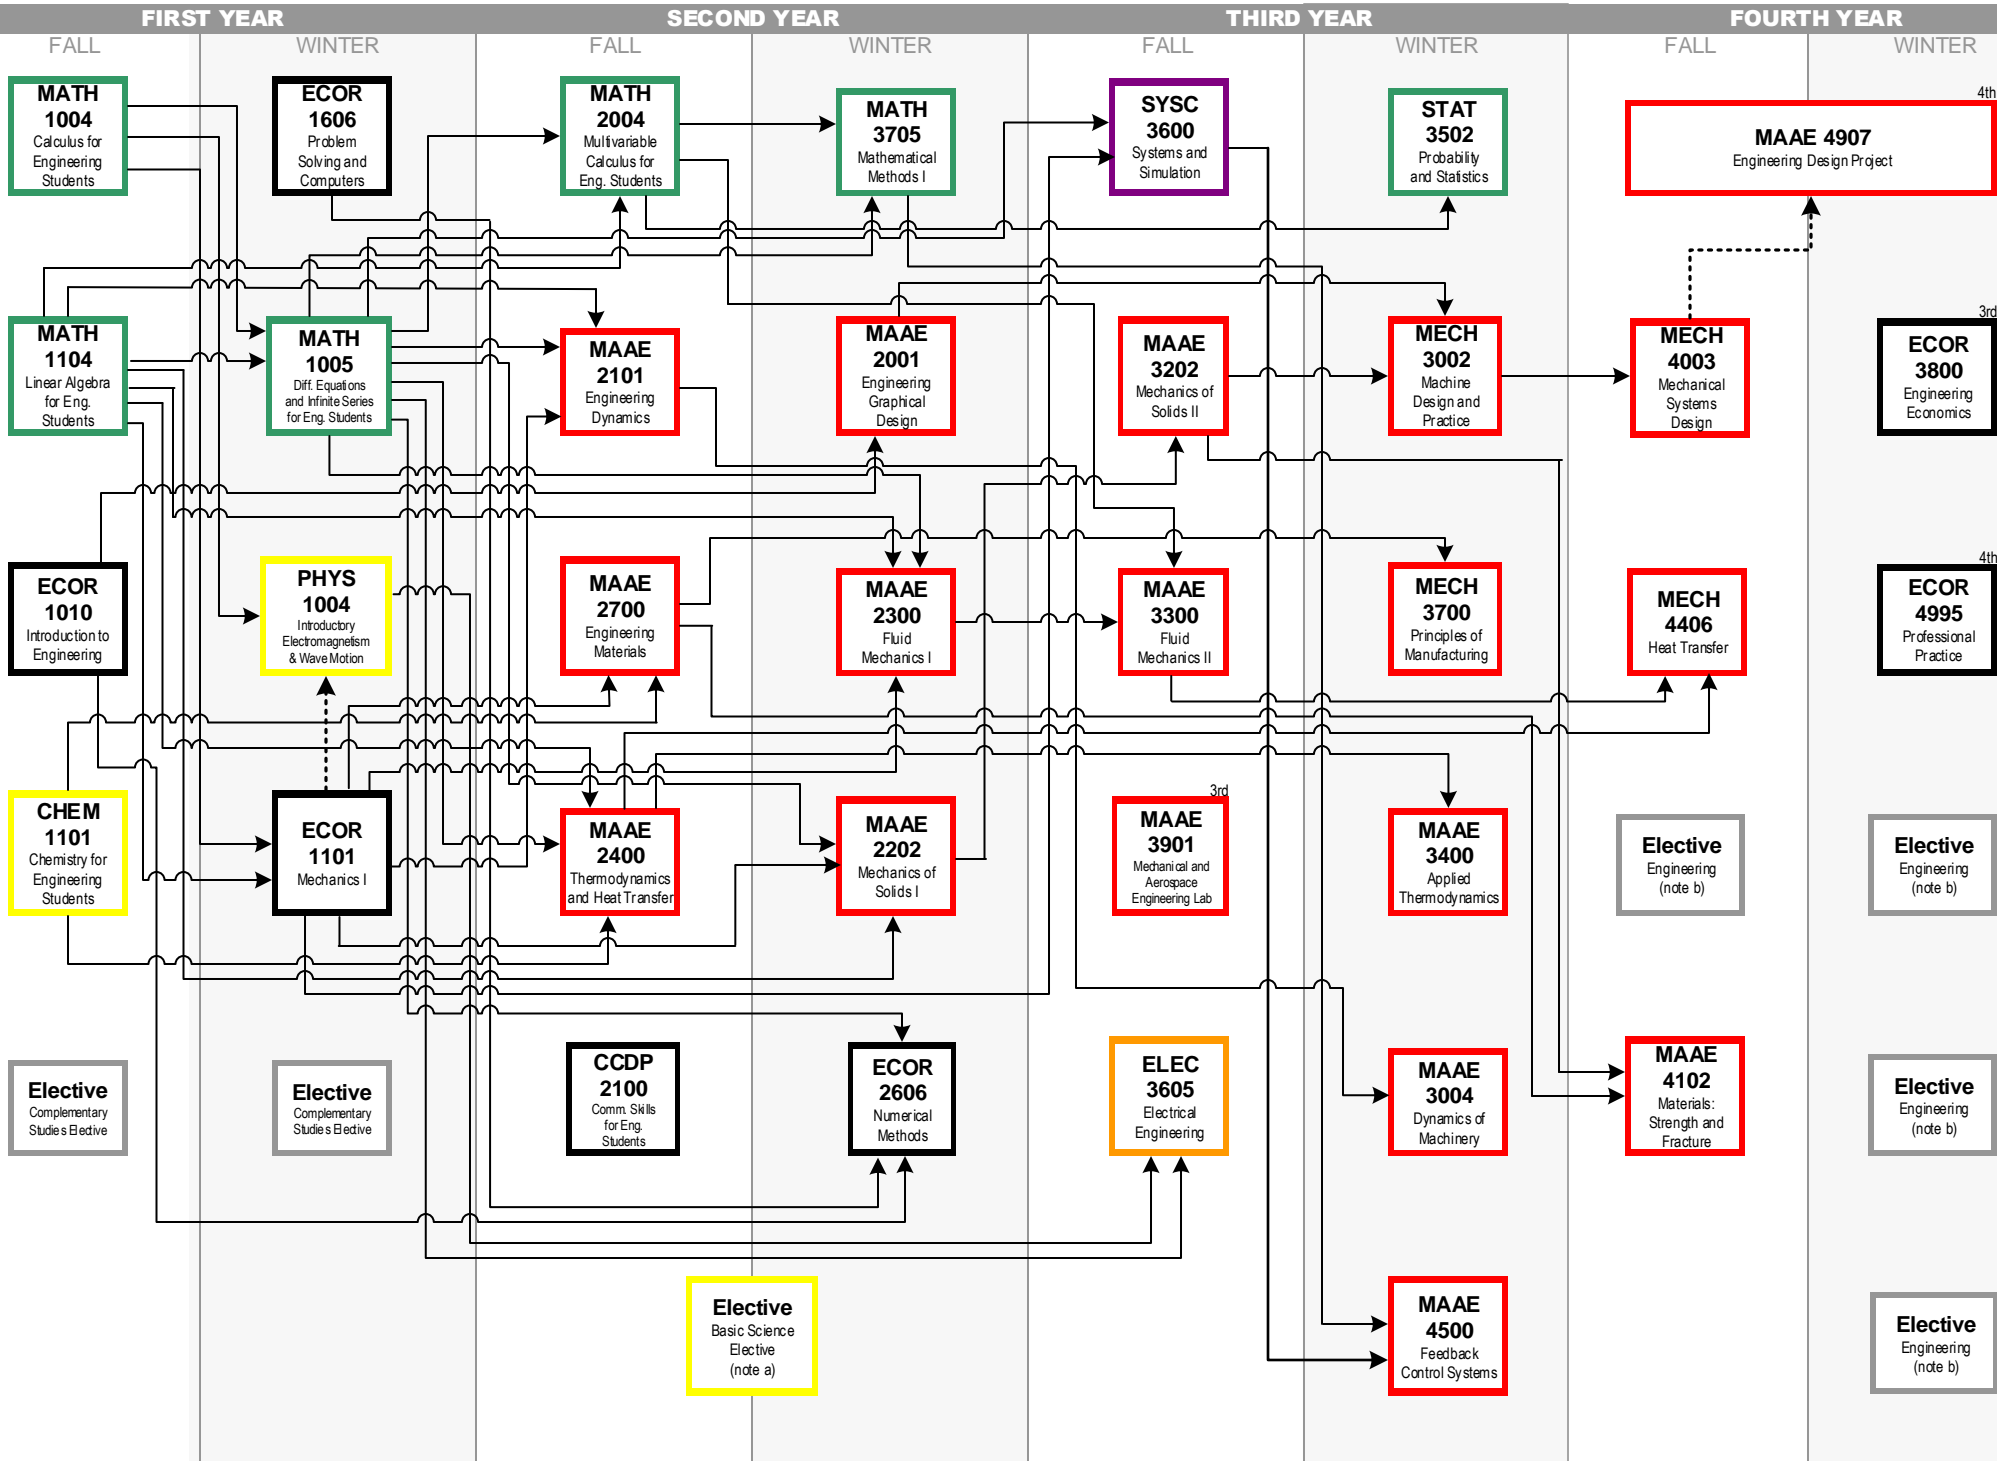 FIRST YEAR
SECOND YEAR
THIRD YEAR
FOURTH YEAR
FALL
WINTER
FALL
WINTER
FALL
WINTER
FALL
WINTER
MATH
1004
Calculus for
Engineering
Students
ECOR
1606
Problem
Solving and
Computers
MATH
2004
Multivariable
Calculus for
Eng. Students
MATH
3705
Mathematical
Methods I
SYSC
3600
Systems and
Simulation
STAT
3502
Probability
and Statistics
4th
MAAE 4907
Engineering Design Project
MATH
1104
Linear Algebra
for Eng.
Students
MATH
1005
Diff. Equations
and Infinite Series
for Eng. Students
MAAE
2101
Engineering
Dynamics
MAAE
2001
Engineering
Graphical
Design
MAAE
3202
Mechanics of
Solids II
MECH
3002
Machine
Design and
Practice
MECH
4003
Mechanical
Systems
Design
3rd
ECOR
3800
Engineering
Economics
ECOR
1010
Introduction to
Engineering
PHYS
1004
Introductory
Electromagnetism
& Wave Motion
MAAE
2700
Engineering
Materials
MAAE
2300
Fluid
Mechanics I
MAAE
3300
Fluid
Mechanics II
MECH
3700
Principles of
Manufacturing
MECH
4406
Heat Transfer
4th
ECOR
4995
Professional
Practice
CHEM
1101
Chemistry for
Engineering
Students
ECOR
1101
Mechanics I
MAAE
2400
Thermodynamics
and Heat Transfer
MAAE
2202
Mechanics of
Solids I
3rd
MAAE
3901
Mechanical and
Aerospace
Engineering Lab
MAAE
3400
Applied
Thermodynamics
Elective
Engineering
(note b)
Elective
Engineering
(note b)
Elective
Complementary
Studies Elective
Elective
Complementary
Studies Elective
CCDP
2100
Comm. Skills
for Eng.
Students
ECOR
2606
Numerical
Methods
ELEC
3605
Electrical
Engineering
MAAE
3004
Dynamics of
Machinery
MAAE
4102
Materials:
Strength and
Fracture
Elective
Engineering
(note b)
Elective
Basic Science
Elective
(note a)
MAAE
4500
Feedback
Control Systems
Elective
Engineering
(note b)